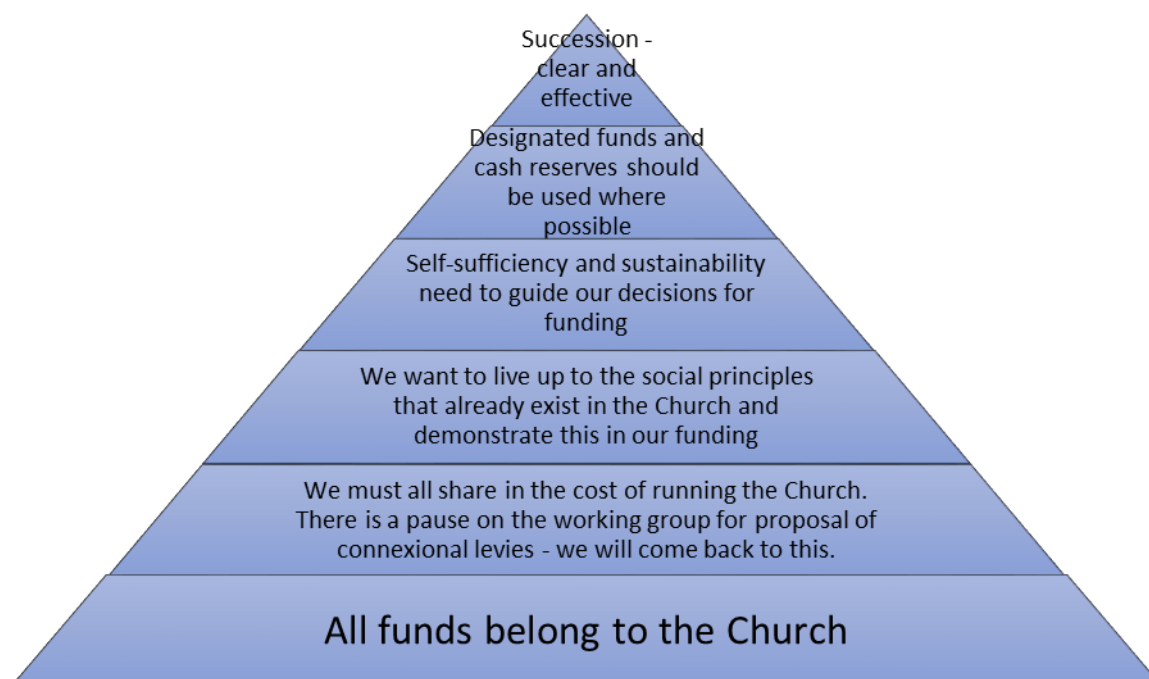 Succession -
clear and
effective
Designated funds and
cash reserves should
be used where
possible
Self-sufficiency and sustainability
need to guide our decisions for
funding
We want to live up to the social principles
that already exist in the Church and
demonstrate this in our funding
We must all share in the cost of running the Church.
There is a pause on the working group for proposal of
connexional levies - we will come back to this.
All funds belong to the Church